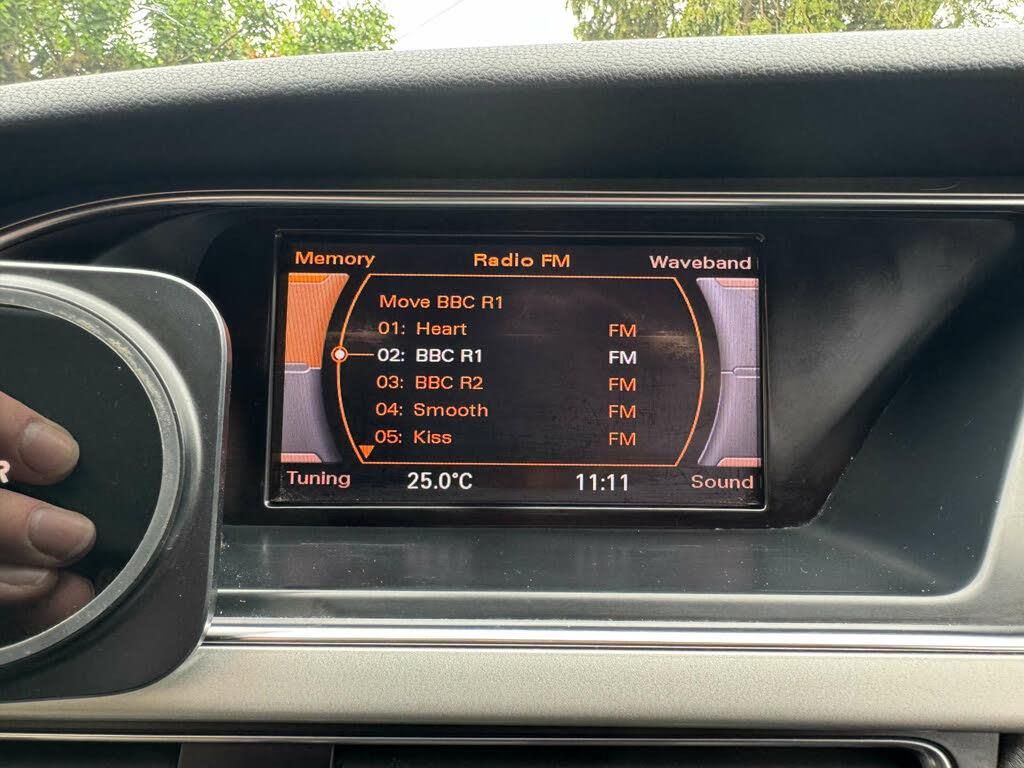 Memory Radio FM Waveband
Move BBC R1
01: Heart FM
02: BBC R1 FM
03: BBC R2 FM
04: Smooth FM
05: Kiss FM
Tuning 25.0°C 11:11 Sound
R